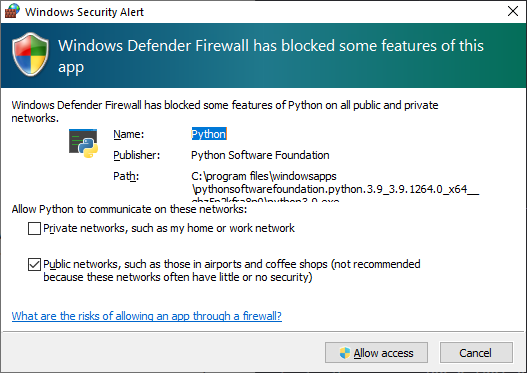 Windows Security Alert
Windows Defender Firewall has blocked some features of this
app
Windows Defender Firewall has blocked some features of Python on all public and private
networks.
Name: Python
Publisher: Python Software Foundation
Path: C:\program files\windowsapps
\pythonsoftwarefoundation.python.3.9_3.9.1264.0_x64__
Allow Python to communicate on these networks:
Private networks, such as my home or work network
Public networks, such as those in airports and coffee shops (not recommended
because these networks often have little or no security)
What are the risks of allowing an app through a firewall?
Allow access Cancel